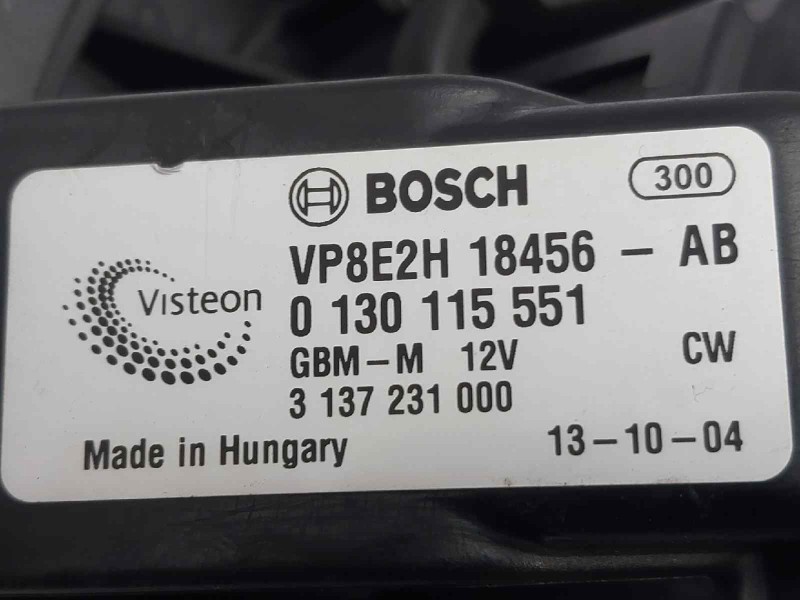 BOSCH 300
VP8E2H 18456 - AB
Visteon
0 130 115 551
GBM-M 12V CW
3 137 231 000
Made in Hungary 13-10-04